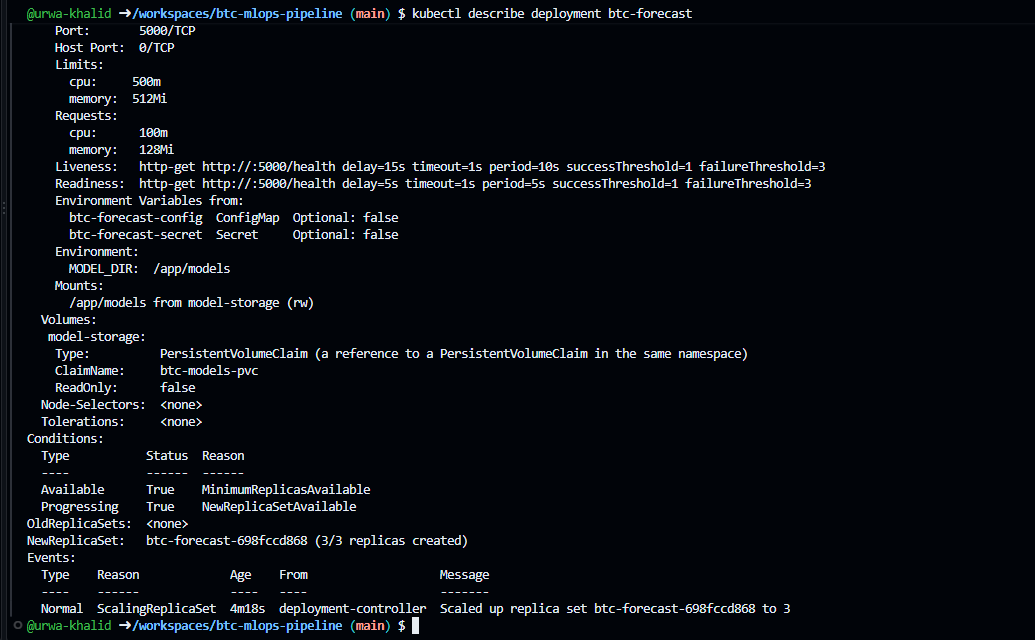 @urwa-khalid ➜/workspaces/btc-mlops-pipeline (main) $ kubectl describe deployment btc-forecast
    Port:       5000/TCP
    Host Port:  0/TCP
    Limits:
      cpu:     500m
      memory:  512Mi
    Requests:
      cpu:      100m
      memory:   128Mi
    Liveness:   http-get http://:5000/health delay=15s timeout=1s period=10s successThreshold=1 failureThreshold=3
    Readiness:  http-get http://:5000/health delay=5s timeout=1s period=5s successThreshold=1 failureThreshold=3
    Environment Variables from:
      btc-forecast-config  ConfigMap  Optional: false
      btc-forecast-secret  Secret     Optional: false
    Environment:
      MODEL_DIR:  /app/models
    Mounts:
      /app/models from model-storage (rw)
  Volumes:
   model-storage:
    Type:          PersistentVolumeClaim (a reference to a PersistentVolumeClaim in the same namespace)
    ClaimName:     btc-models-pvc
    ReadOnly:      false
  Node-Selectors:  <none>
  Tolerations:     <none>
Conditions:
  Type           Status  Reason
  ----           ------  ------
  Available      True    MinimumReplicasAvailable
  Progressing    True    NewReplicaSetAvailable
OldReplicaSets:  <none>
NewReplicaSet:   btc-forecast-698fccd868 (3/3 replicas created)
Events:
  Type    Reason             Age    From                   Message
  ----    ------             ----   ----                   -------
  Normal  ScalingReplicaSet  4m18s  deployment-controller  Scaled up replica set btc-forecast-698fccd868 to 3
@urwa-khalid ➜/workspaces/btc-mlops-pipeline (main) $